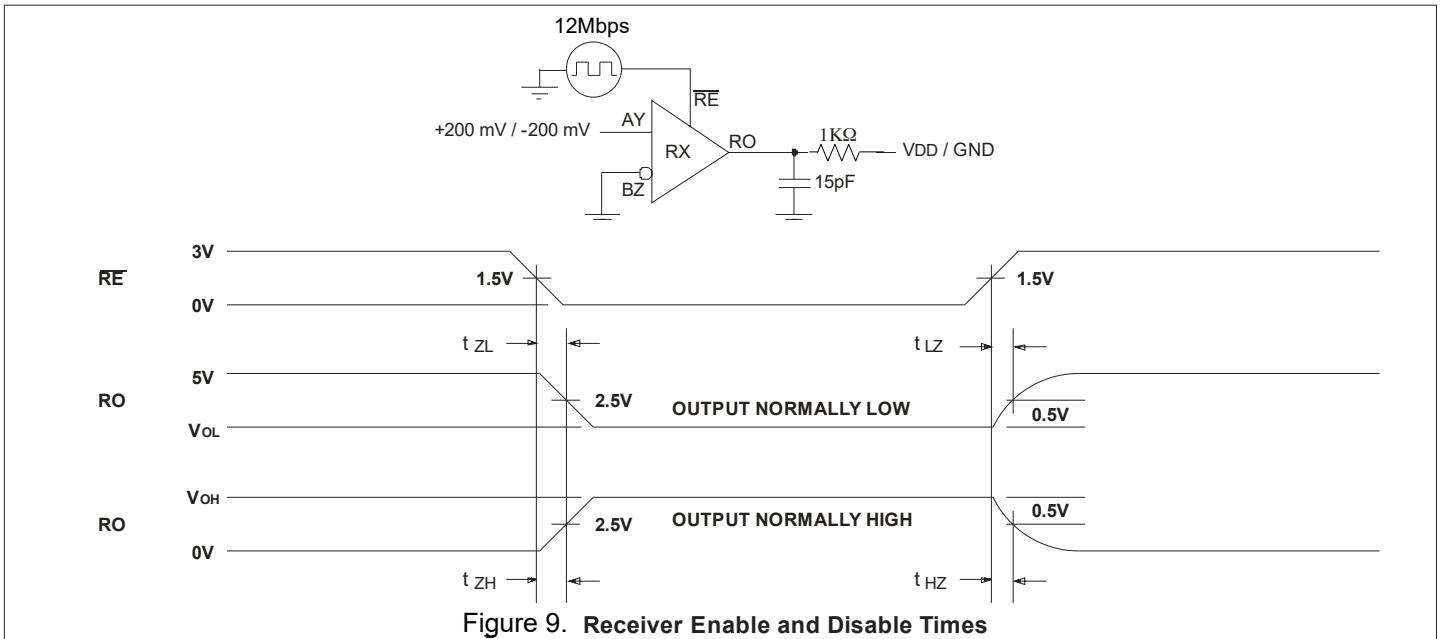 12Mbps
RE
+200 mV / -200 mV
AY
RX
RO
1KΩ
VDD / GND
BZ
15pF
3V
RE
1.5V
1.5V
0V
t ZL
t LZ
5V
RO
2.5V
OUTPUT NORMALLY LOW
0.5V
VOL
VOH
RO
2.5V
OUTPUT NORMALLY HIGH
0.5V
0V
t ZH
t HZ
Figure 9. Receiver Enable and Disable Times